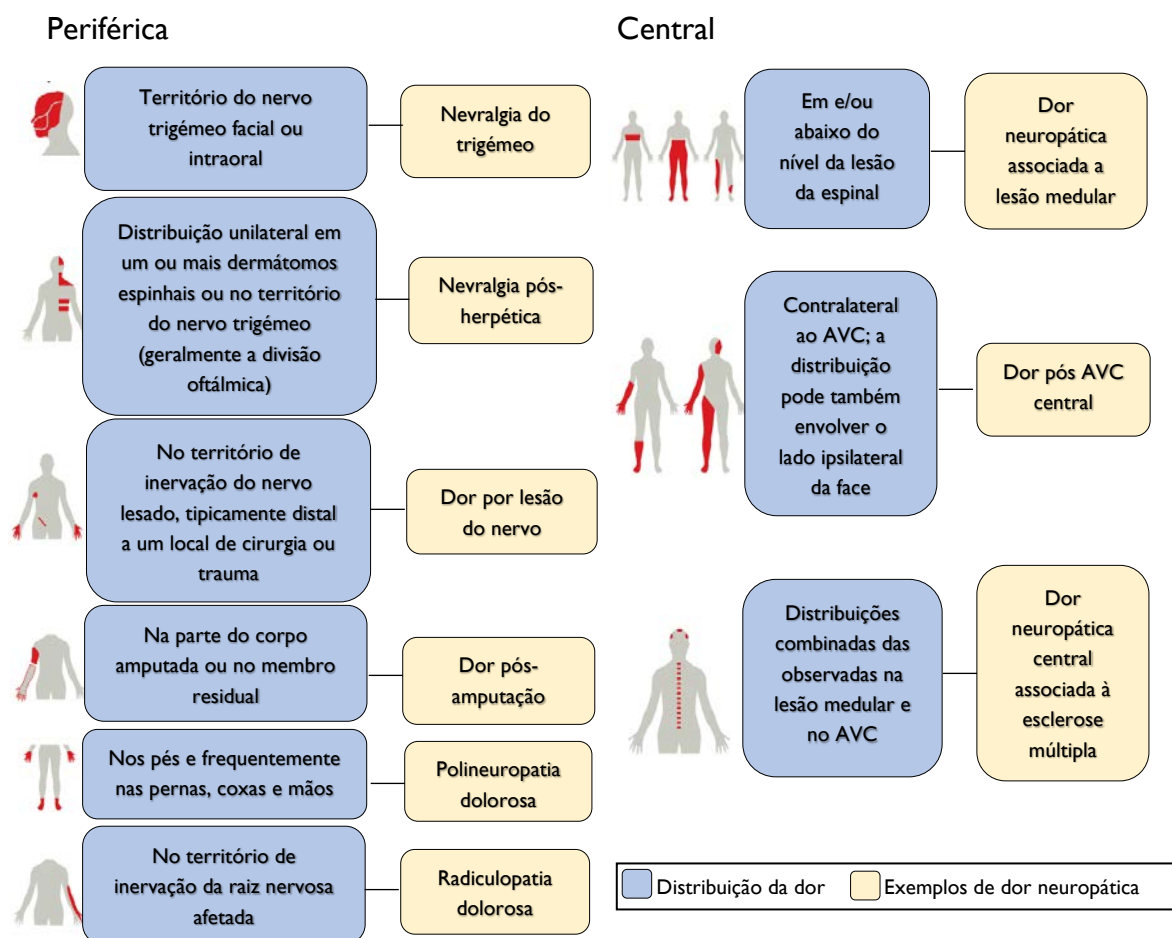 Periférica
Território do nervo
trigémeo facial ou
intraoral
Nevralgia do
trigémeo
Distribuição unilateral em
um ou mais dermátomos
espinhais ou no território
do nervo trigémeo
(geralmente a divisão
oftálmica)
Nevralgia pós-
herpética
No território de
inervação do nervo
lesado, tipicamente distal
a um local de cirurgia ou
trauma
Dor por lesão
do nervo
Na parte do corpo
amputada ou no membro
residual
Dor pós-
amputação
Nos pés e frequentemente
nas pernas, coxas e mãos
Polineuropatia
dolorosa
No território de
inervação da raiz nervosa
afetada
Radiculopatia
dolorosa
Central
Em e/ou
abaixo do
nível da lesão
da espinal
Dor
neuropática
associada a
lesão medular
Contralateral
ao AVC; a
distribuição
pode também
envolver o
lado ipsilateral
da face
Dor pós AVC
central
Distribuições
combinadas das
observadas na
lesão medular e
no AVC
Dor
neuropática
central
associada à
esclerose
múltipla
Distribuição da dor
Exemplos de dor neuropática